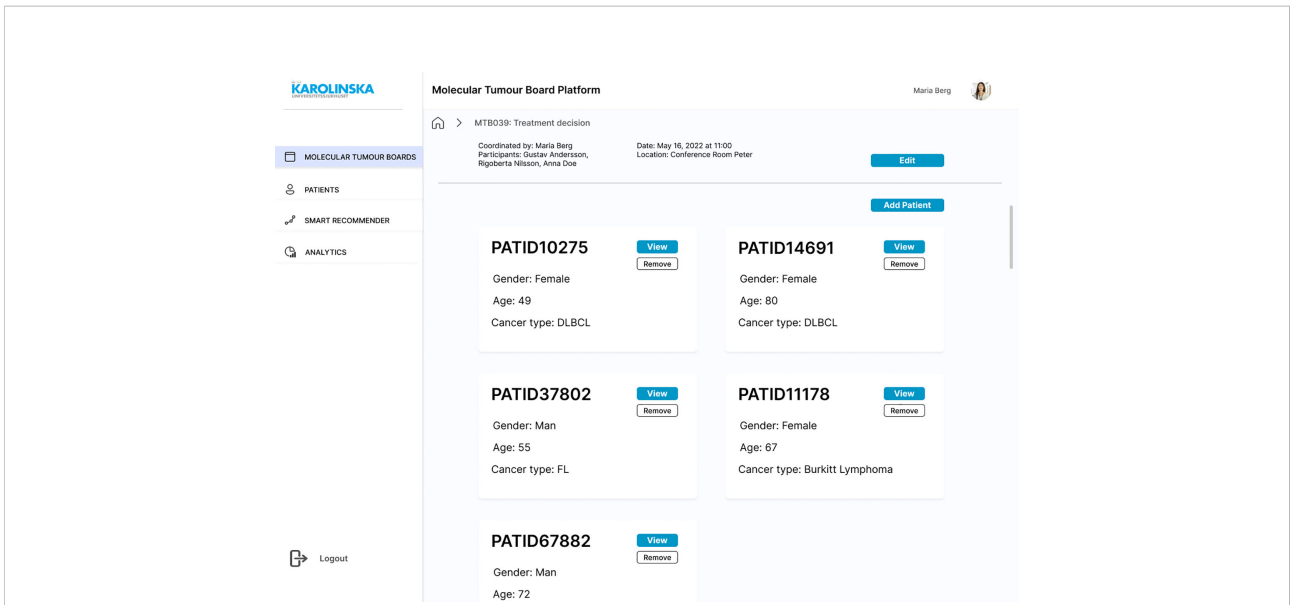 KAROLINSKA
UNIVERSITETSSJUKHUSET
Molecular Tumour Board Platform
Maria Berg
MTB039: Treatment decision
Coordinated by: Maria Berg
Participants: Gustav Andersson,
Rigoberta Nilsson, Anna Doe
Date: May 16, 2022 at 11:00
Location: Conference Room Peter
Edit
MOLECULAR TUMOUR BOARDS
PATIENTS
SMART RECOMMENDER
ANALYTICS
Logout
Add Patient
PATID10275
View
Remove
Gender: Female
Age: 49
Cancer type: DLBCL
PATID14691
View
Remove
Gender: Female
Age: 80
Cancer type: DLBCL
PATID37802
View
Remove
Gender: Man
Age: 55
Cancer type: FL
PATID11178
View
Remove
Gender: Female
Age: 67
Cancer type: Burkitt Lymphoma
PATID67882
View
Remove
Gender: Man
Age: 72